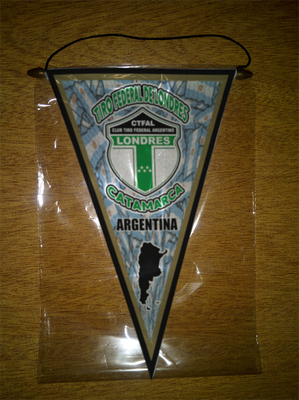 TIRO FEDERAL DE LONDRES
CTFAL
CLUB TIRO FEDERAL ARGENTINO
LONDRES
CATAMARCA
ARGENTINA